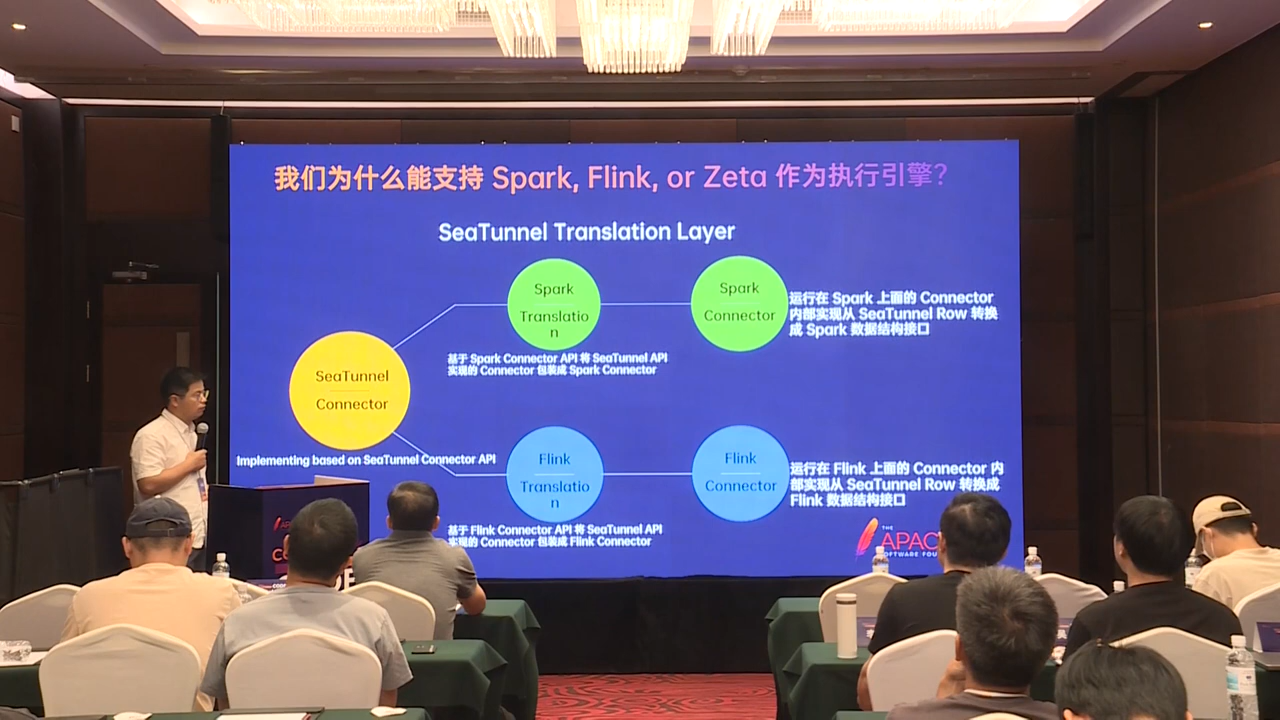 我们为什么能支持 Spark, Flink, or Zeta 作为执行引擎?
SeaTunnel Translation Layer
Spark
Translatio
n
Spark
Connector
运行在 Spark 上面的 Connector
内部实现从 SeaTunnel Row 转换
成 Spark 数据结构接口
基于 Spark Connector API 将 SeaTunnel API
实现的 Connector 包装成 Spark Connector
SeaTunnel
Connector
Implementing based on SeaTunnel Connector API
Flink
Translatio
n
Flink
Connector
运行在 Flink 上面的 Connector 内
部实现从 SeaTunnel Row 转换成
Flink 数据结构接口
基于 Flink Connector API 将 SeaTunnel API
实现的 Connector 包装成 Flink Connector
THE
APAC
SOFTWARE FOU